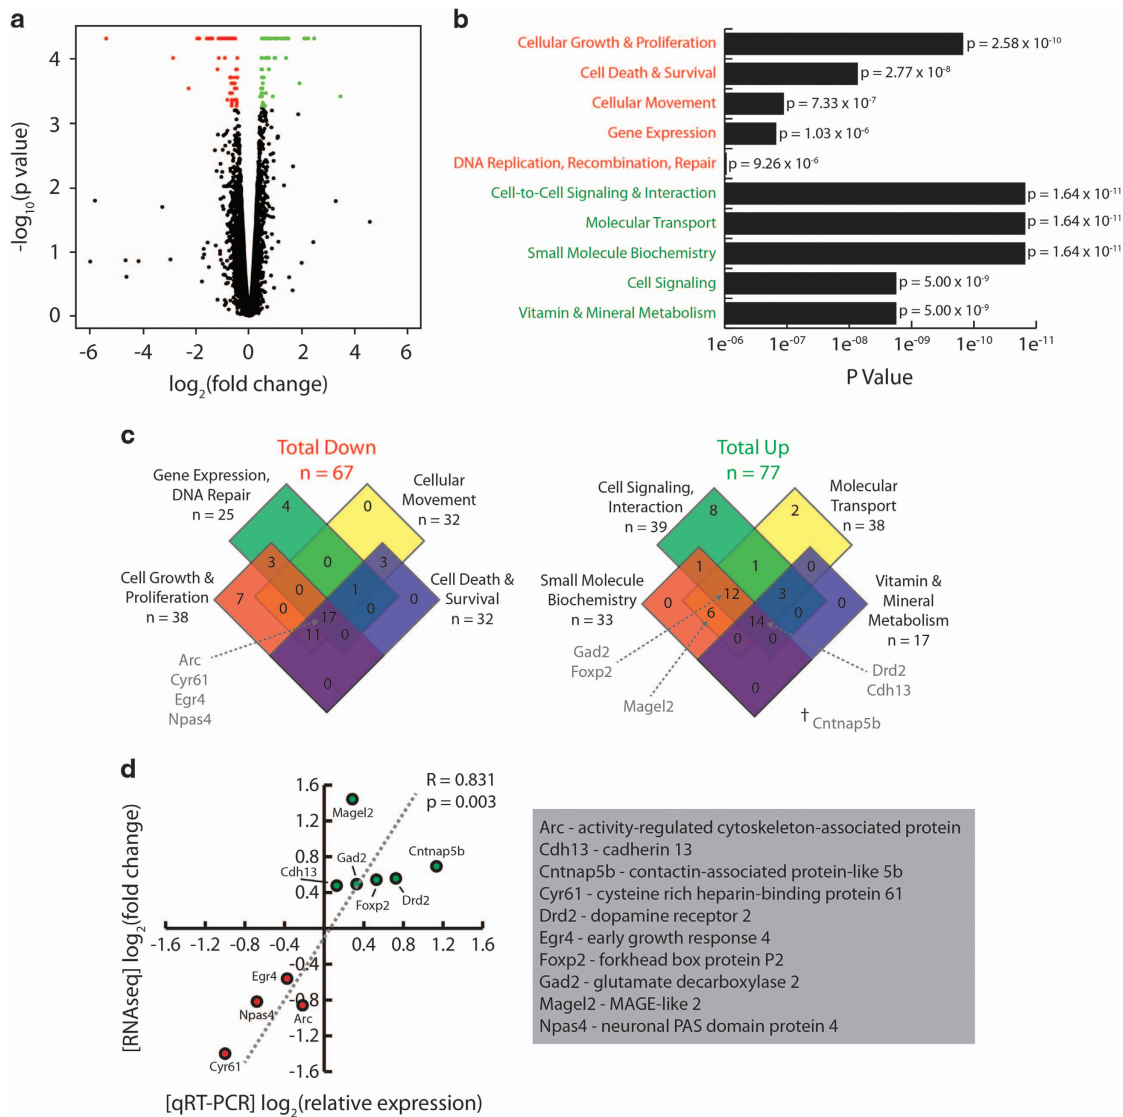 a
-log10(p value)
4
3
2
1
0
-6 -4 -2 0 2 4 6
log2(fold change)
b
Cellular Growth & Proliferation p = 2.58 x 10-10
Cell Death & Survival p = 2.77 x 10-8
Cellular Movement p = 7.33 x 10-7
Gene Expression p = 1.03 x 10-6
DNA Replication, Recombination, Repair p = 9.26 x 10-6
Cell-to-Cell Signaling & Interaction p = 1.64 x 10-11
Molecular Transport p = 1.64 x 10-11
Small Molecule Biochemistry p = 1.64 x 10-11
Cell Signaling p = 5.00 x 10-9
Vitamin & Mineral Metabolism p = 5.00 x 10-9
1e-06 1e-07 1e-08 1e-09 1e-10 1e-11
P Value
c
Total Down
n = 67
Gene Expression,
DNA Repair
n = 25
Cellular
Movement
n = 32
Cell Growth &
Proliferation
n = 38
Cell Death &
Survival
n = 32
4 0
3 0 3
7 0 1 0
0 17 0
11 0
0
Arc
Cyr61
Egr4
Npas4
Total Up
n = 77
Cell Signaling,
Interaction
n = 39
Molecular
Transport
n = 38
Small Molecule
Biochemistry
n = 33
Vitamin &
Mineral
Metabolism
n = 17
8 2
1 1 0
0 12 3 0
6 14 0
0 0
0
Gad2
Foxp2
Magel2
Drd2
Cdh13
† Cntnap5b
d
[RNAseq] log2(fold change)
R = 0.831
p = 0.003
1.6
1.2
0.8
0.4
-1.6 -1.2 -0.8 -0.4 0.4 0.8 1.2 1.6
-0.4
-0.8
-1.2
-1.6
Magel2
Cntnap5b
Gad2
Cdh13
Foxp2
Drd2
Egr4
Npas4
Arc
Cyr61
[qRT-PCR] log2(relative expression)
Arc - activity-regulated cytoskeleton-associated protein
Cdh13 - cadherin 13
Cntnap5b - contactin-associated protein-like 5b
Cyr61 - cysteine rich heparin-binding protein 61
Drd2 - dopamine receptor 2
Egr4 - early growth response 4
Foxp2 - forkhead box protein P2
Gad2 - glutamate decarboxylase 2
Magel2 - MAGE-like 2
Npas4 - neuronal PAS domain protein 4